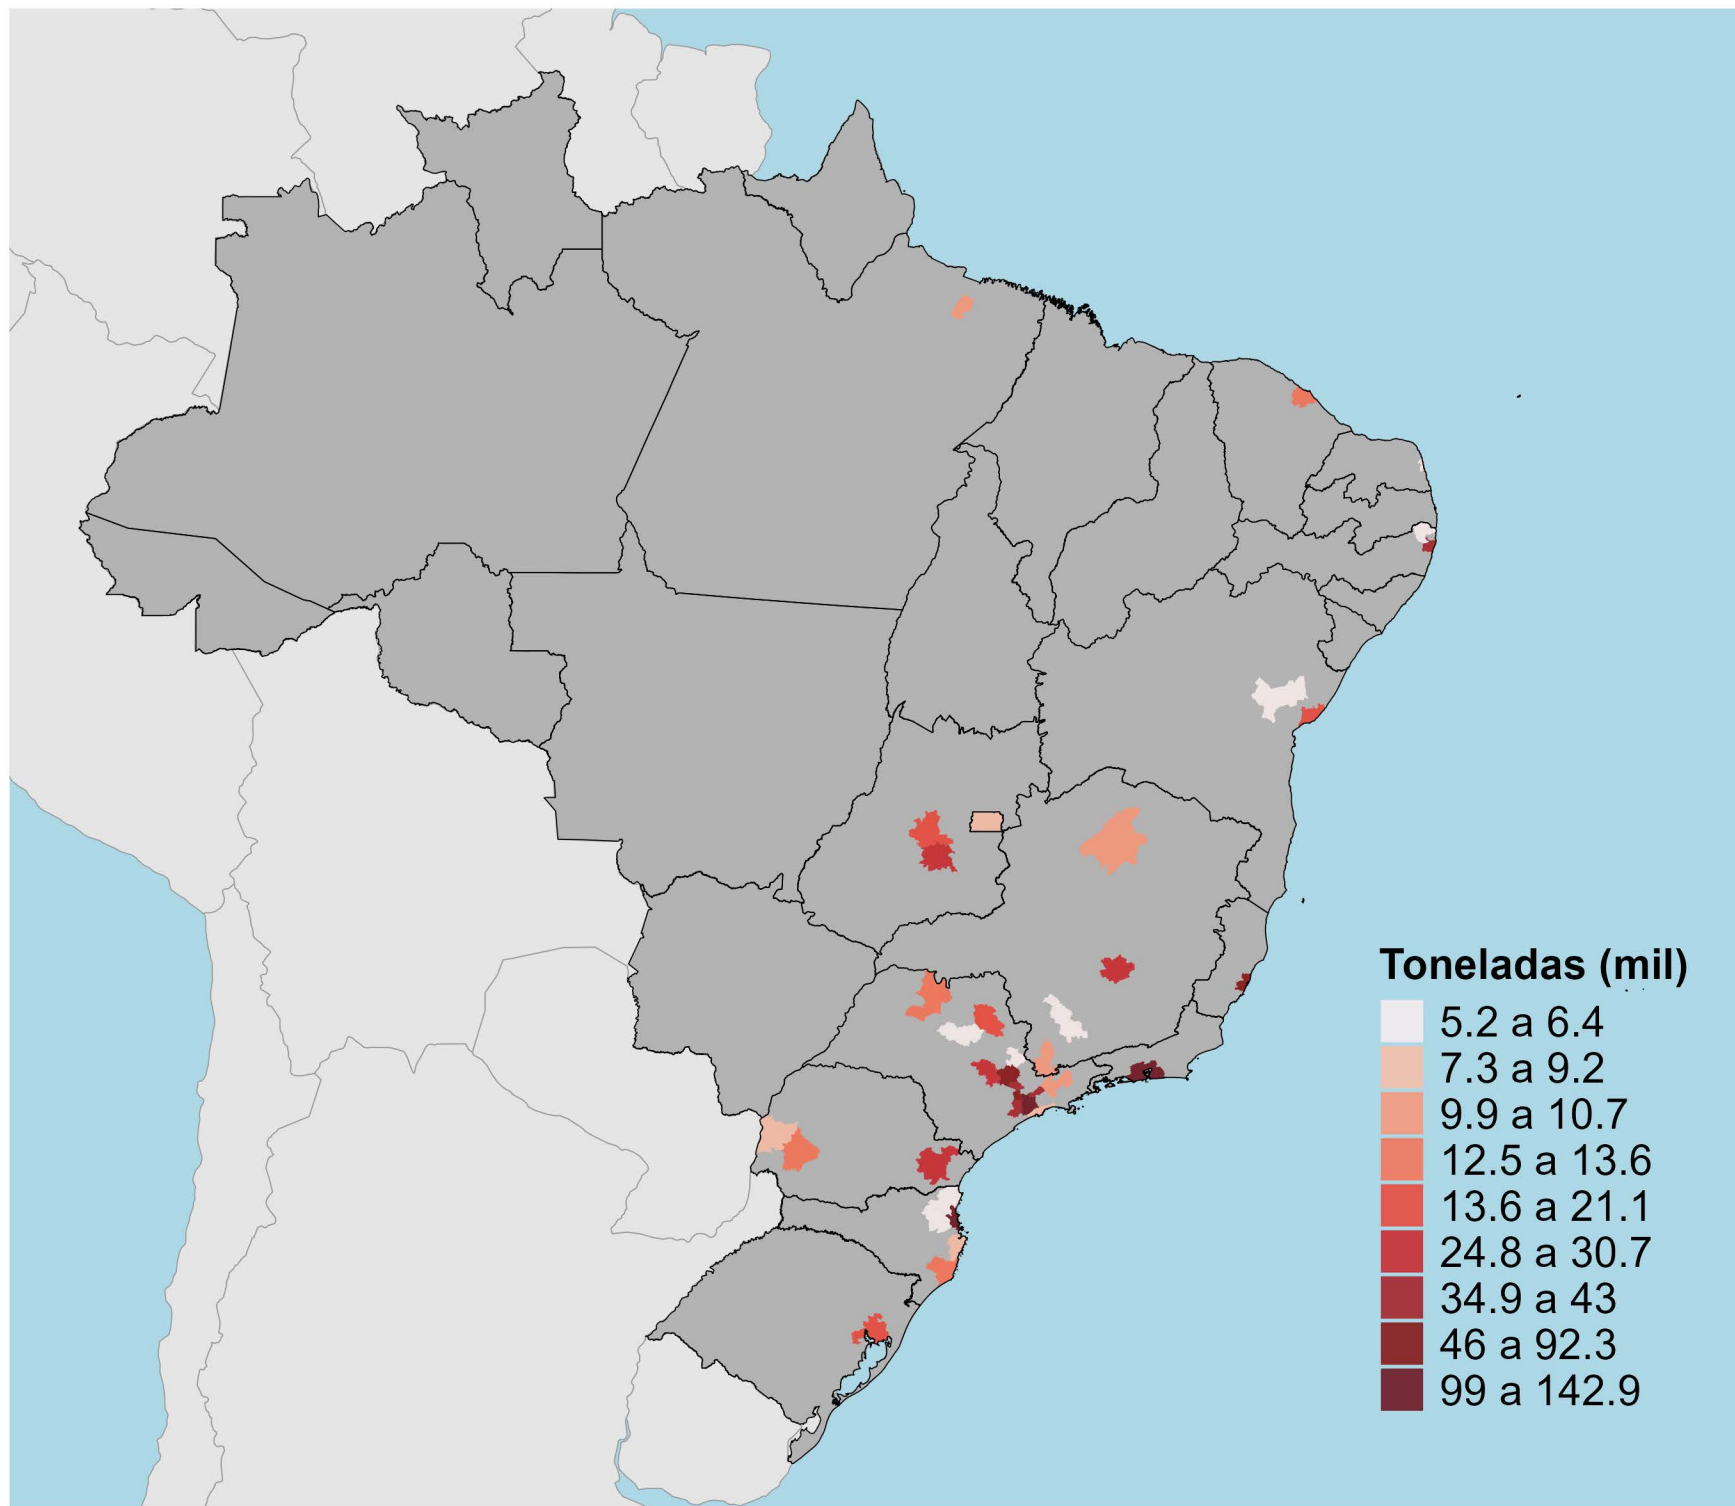 Toneladas (mil)
5.2 a 6.4
7.3 a 9.2
9.9 a 10.7
12.5 a 13.6
13.6 a 21.1
24.8 a 30.7
34.9 a 43
46 a 92.3
99 a 142.9